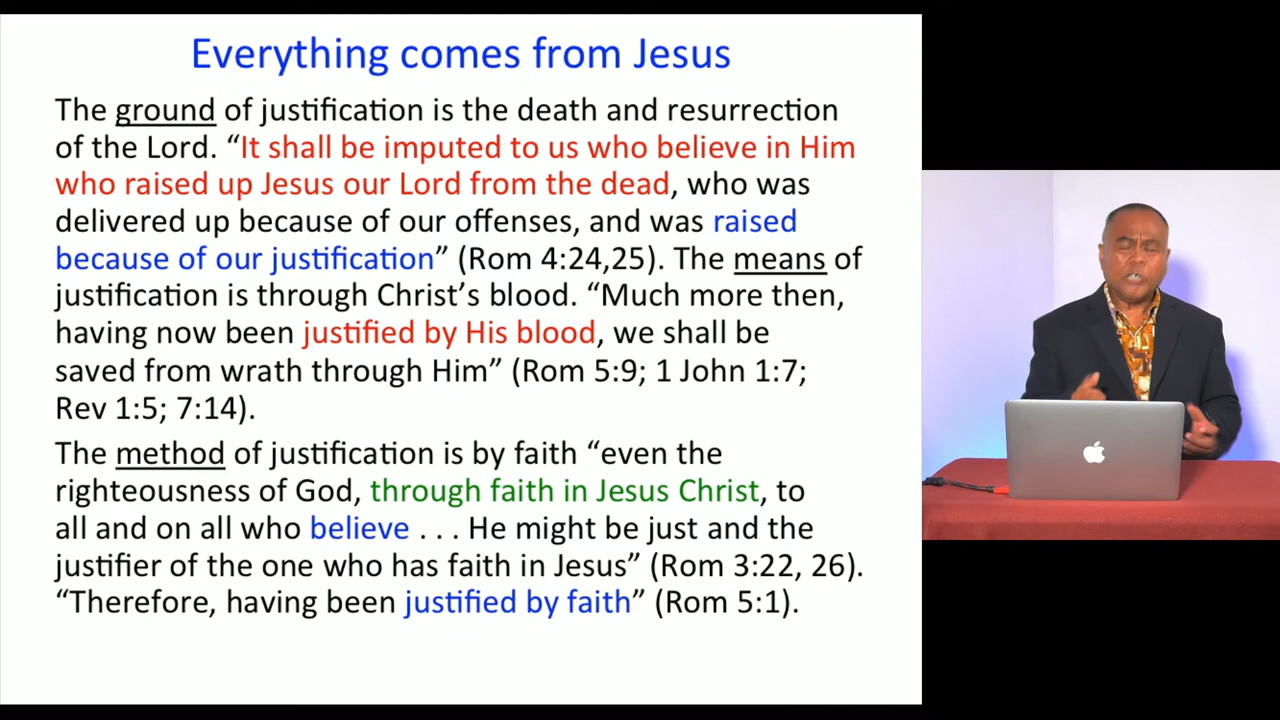 Everything comes from Jesus
The ground of justification is the death and resurrection
of the Lord. “It shall be imputed to us who believe in Him
who raised up Jesus our Lord from the dead, who was
delivered up because of our offenses, and was raised
because of our justification” (Rom 4:24,25). The means of
justification is through Christ’s blood. “Much more then,
having now been justified by His blood, we shall be
saved from wrath through Him” (Rom 5:9; 1 John 1:7;
Rev 1:5; 7:14).
The method of justification is by faith “even the
righteousness of God, through faith in Jesus Christ, to
all and on all who believe . . . He might be just and the
justifier of the one who has faith in Jesus” (Rom 3:22, 26).
“Therefore, having been justified by faith” (Rom 5:1).